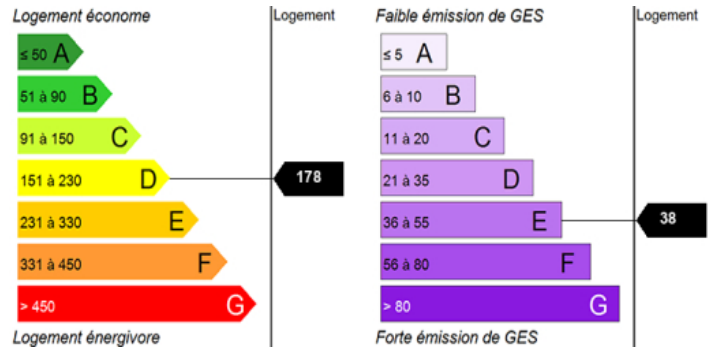 Logement économe Logement
≤ 50 A
51 à 90 B
91 à 150 C
151 à 230 D 178
231 à 330 E
331 à 450 F
> 450 G
Logement énergivore
Faible émission de GES Logement
≤ 5 A
6 à 10 B
11 à 20 C
21 à 35 D
36 à 55 E 38
56 à 80 F
> 80 G
Forte émission de GES